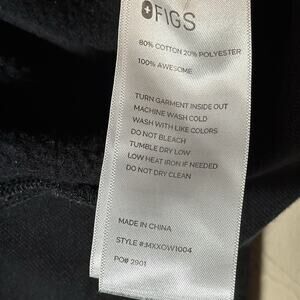 FIGS
80% COTTON 20% POLYESTER
100% AWESOME
TURN GARMENT INSIDE OUT
MACHINE WASH COLD
WASH WITH LIKE COLORS
DO NOT BLEACH
TUMBLE DRY LOW
LOW HEAT IRON IF NEEDED
DO NOT DRY CLEAN
MADE IN CHINA
STYLE #:MXXOW1004
PO# 2901